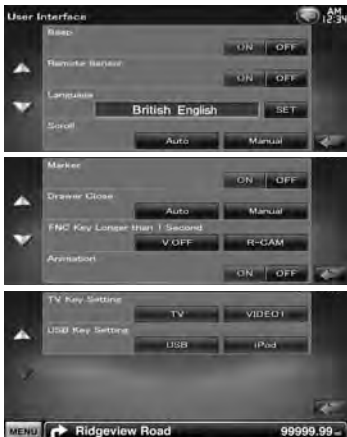 User Interface AM 12:34
Beep
ON OFF
Remote Sensor
ON OFF
Language
British English SET
Scroll
Auto Manual
Marker
ON OFF
Drawer Close
Auto Manual
FNC Key Longer than 1 Second
V.OFF R-CAM
Animation
ON OFF
TV Key Setting
TV VIDEO1
USB Key Setting
USB iPod
MENU Ridgeview Road 99999.99